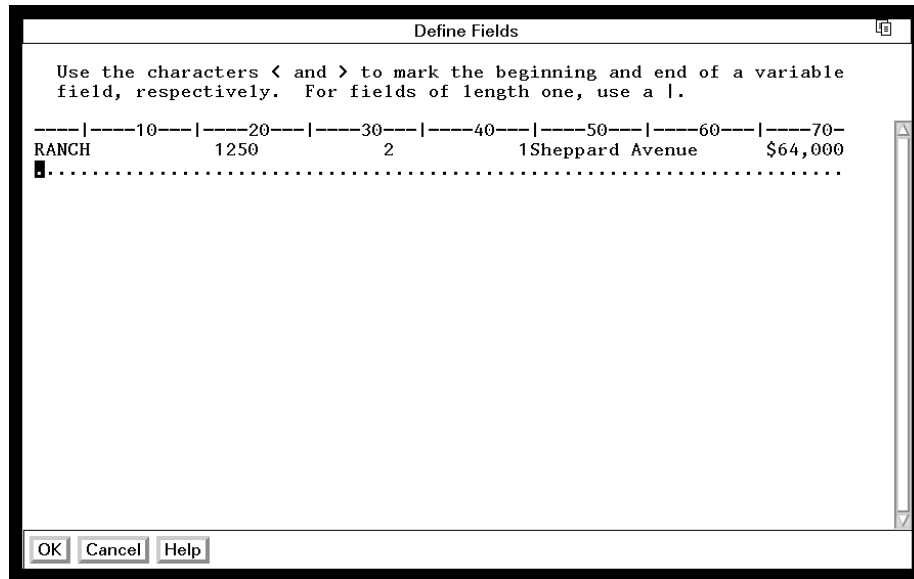 Define Fields
Use the characters < and > to mark the beginning and end of a variable
field, respectively.  For fields of length one, use a |.
----|----10---|----20---|----30---|----40---|----50---|----60---|----70-
RANCH           1250           2           1Sheppard Avenue      $64,000
........................................................................
OK Cancel Help